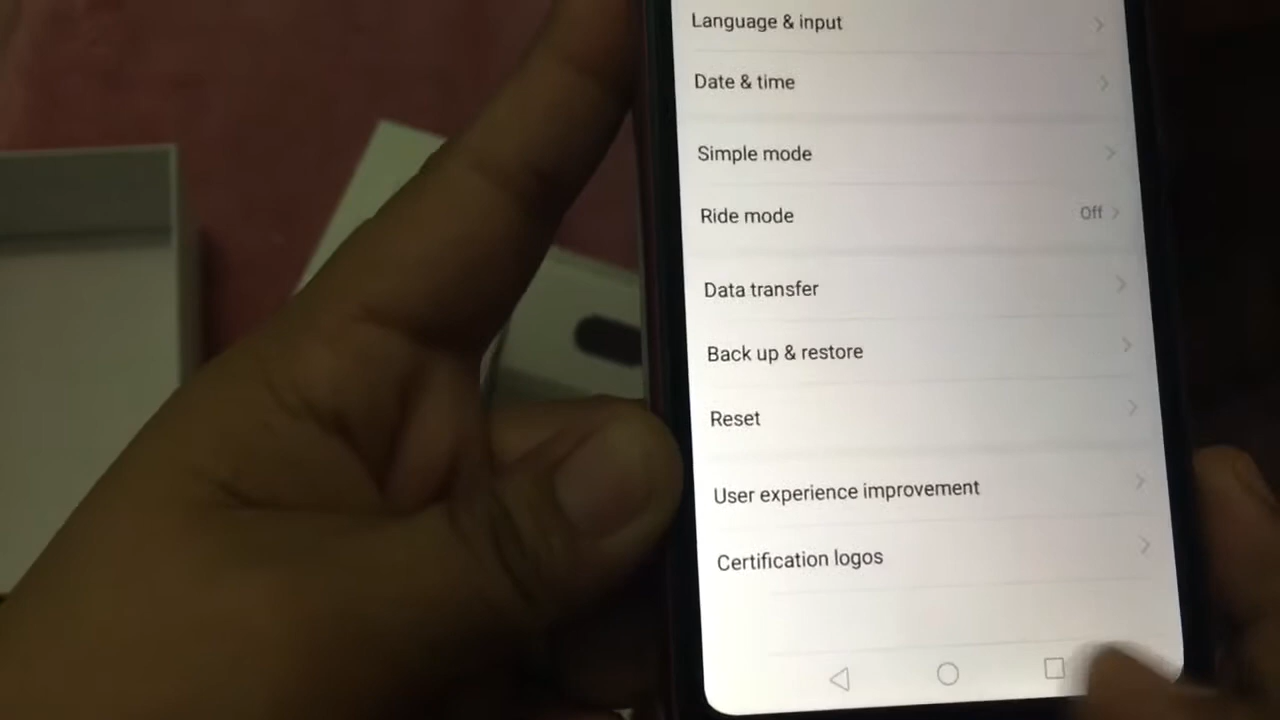 Language & input
Date & time
Simple mode
Ride mode
Off
Data transfer
Back up & restore
Reset
User experience improvement
Certification logos